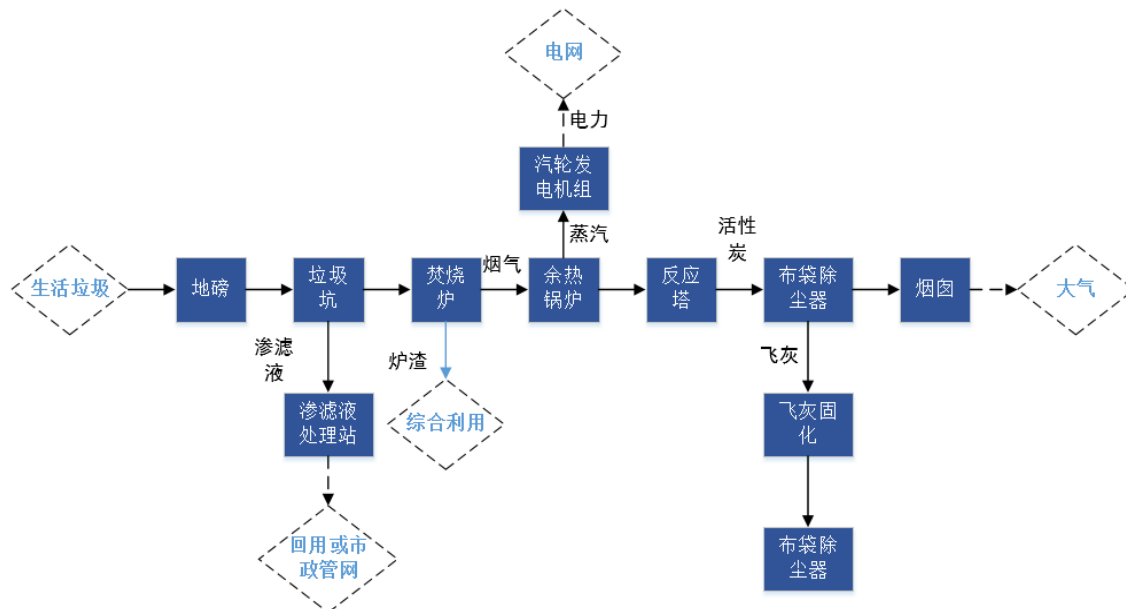 电网
电力
汽轮发
电机组
蒸汽
生活垃圾
地磅
垃圾
坑
焚烧
炉
烟气
余热
锅炉
反应
塔
活性
炭
布袋除
尘器
烟囱
大气
渗滤
液
炉渣
飞灰
渗滤液
处理站
综合利用
飞灰固
化
回用或市
政管网
布袋除
尘器